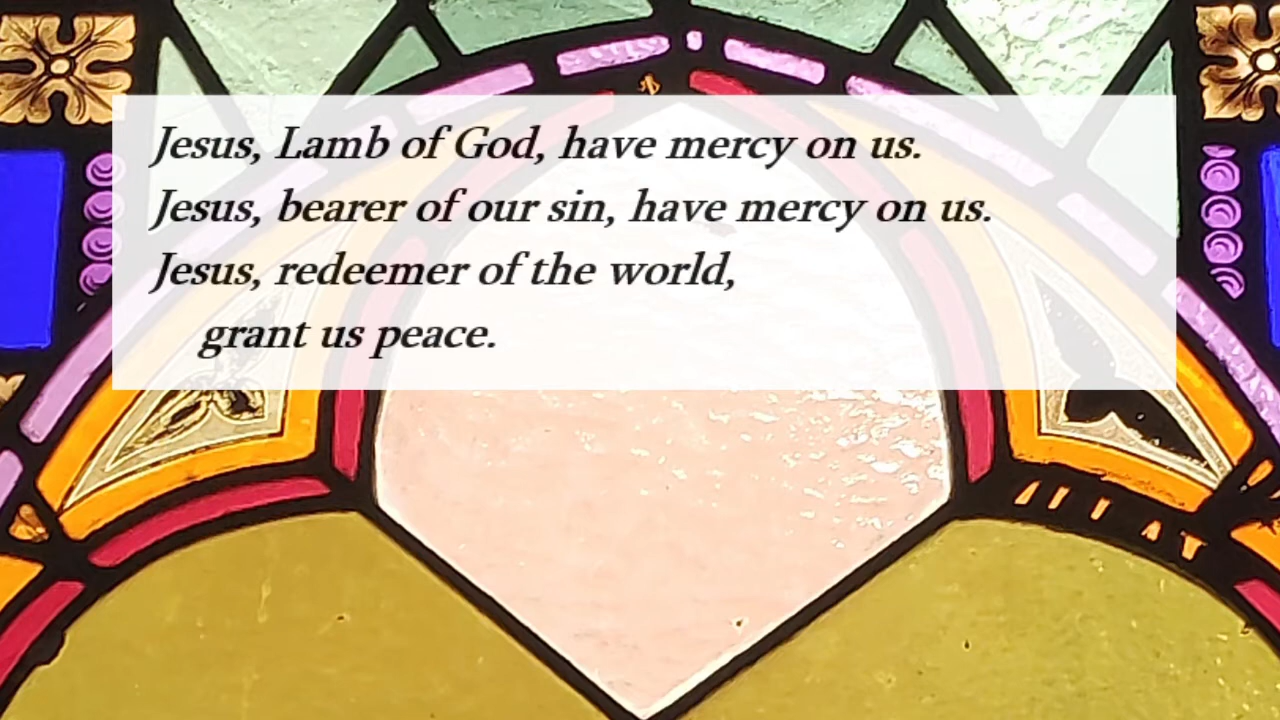 Jesus, Lamb of God, have mercy on us.
Jesus, bearer of our sin, have mercy on us.
Jesus, redeemer of the world,
grant us peace.